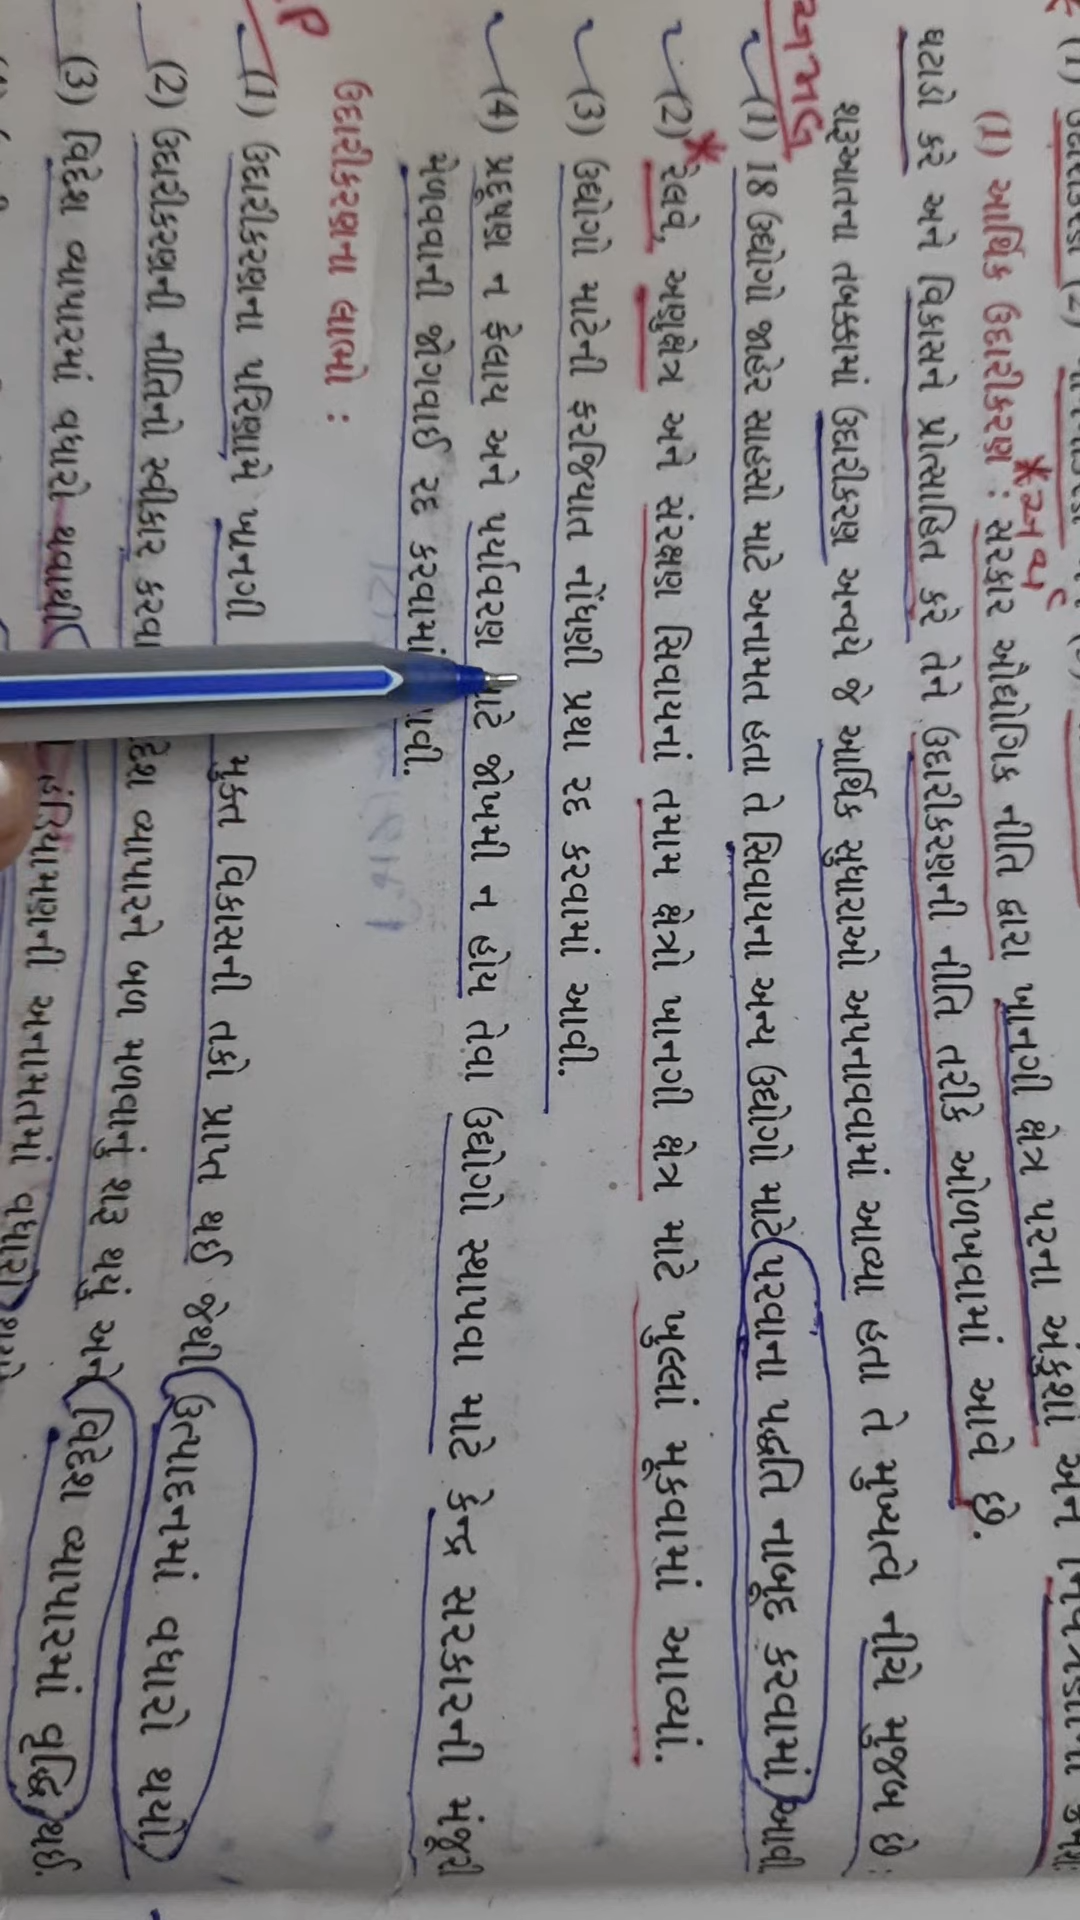 (1) આર્થિક ઉદારીકરણ : સરકાર ઔદ્યોગિક નીતિ દ્વારા ખાનગી ક્ષેત્ર પરના અંકુશો અને
ઘટાડો કરે અને વિકાસને પ્રોત્સાહિત કરે તેને ઉદારીકરણની નીતિ તરીકે ઓળખવામાં આવે છે.
શરૂઆતના તબક્કામાં ઉદારીકરણ અન્વયે જે આર્થિક સુધારાઓ અપનાવવામાં આવ્યા હતા તે મુખ્યત્વે નીચે મુજબ છે :
(1) 18 ઉદ્યોગો જાહેર સાહસો માટે અનામત હતા તે સિવાયના અન્ય ઉદ્યોગો માટે પરવાના પદ્ધતિ નાબુદ કરવામાં આવી
(2) રેલવે, અણુક્ષેત્ર અને સંરક્ષણ સિવાયનાં તમામ ક્ષેત્રો ખાનગી ક્ષેત્ર માટે ખુલ્લાં મૂકવામાં આવ્યાં.
(3) ઉદ્યોગો માટેની ફરજિયાત નોંધણી પ્રથા રદ કરવામાં આવી.
(4) પ્રદૂષણ ન ફેલાય અને પર્યાવરણ માટે જોખમી ન હોય તેવા ઉદ્યોગો સ્થાપવા માટે કેન્દ્ર સરકારની મંજૂરી
મેળવવાની જોગવાઈ રદ કરવામાં આવી.
ઉદારીકરણના લાભો :
(1) ઉદારીકરણના પરિણામે ખાનગી મુક્ત વિકાસની તકો પ્રાપ્ત થઈ જેથી ઉત્પાદનમાં વધારો થયો.
(2) ઉદારીકરણની નીતિનો સ્વીકાર કરવા વ્યાપારને બળ મળવાનું શરૂ થયું અને વિદેશ વ્યાપારમાં વૃદ્ધિ થઈ.
(3) વિદેશ વ્યાપારમાં વધારો થવાથી હૂંડિયામણની અનામતમાં વધારો